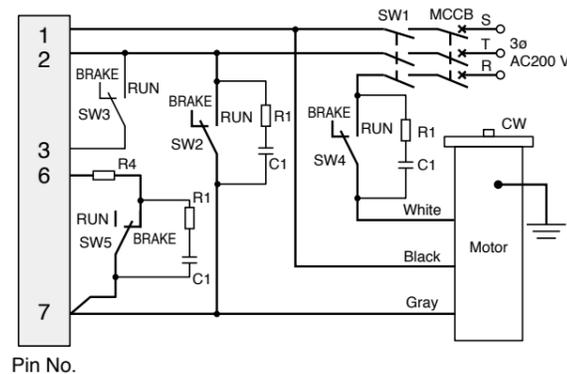 SW1 MCCB S
1
T 3ø
2
R AC200 V
BRAKE RUN
SW3
BRAKE RUN R1
SW2
C1
BRAKE RUN R1
SW4
C1
CW
3
6 R4
R1
RUN
SW5 BRAKE
C1
White
Black
Motor
Gray
7
Pin No.